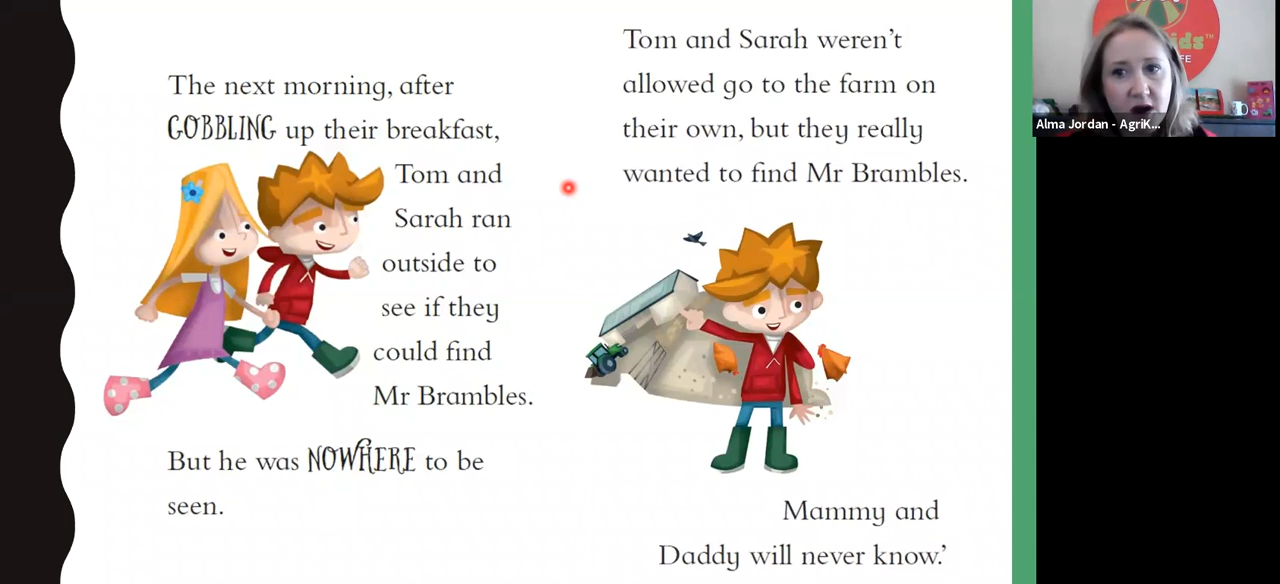 The next morning, after
GOBBLING up their breakfast,
Tom and
Sarah ran
outside to
see if they
could find
Mr Brambles.
But he was NOWHERE to be
seen.
Tom and Sarah weren't
allowed go to the farm on
their own, but they really
wanted to find Mr Brambles.
Mammy and
Daddy will never know.'
Alma Jordan - AgriK...